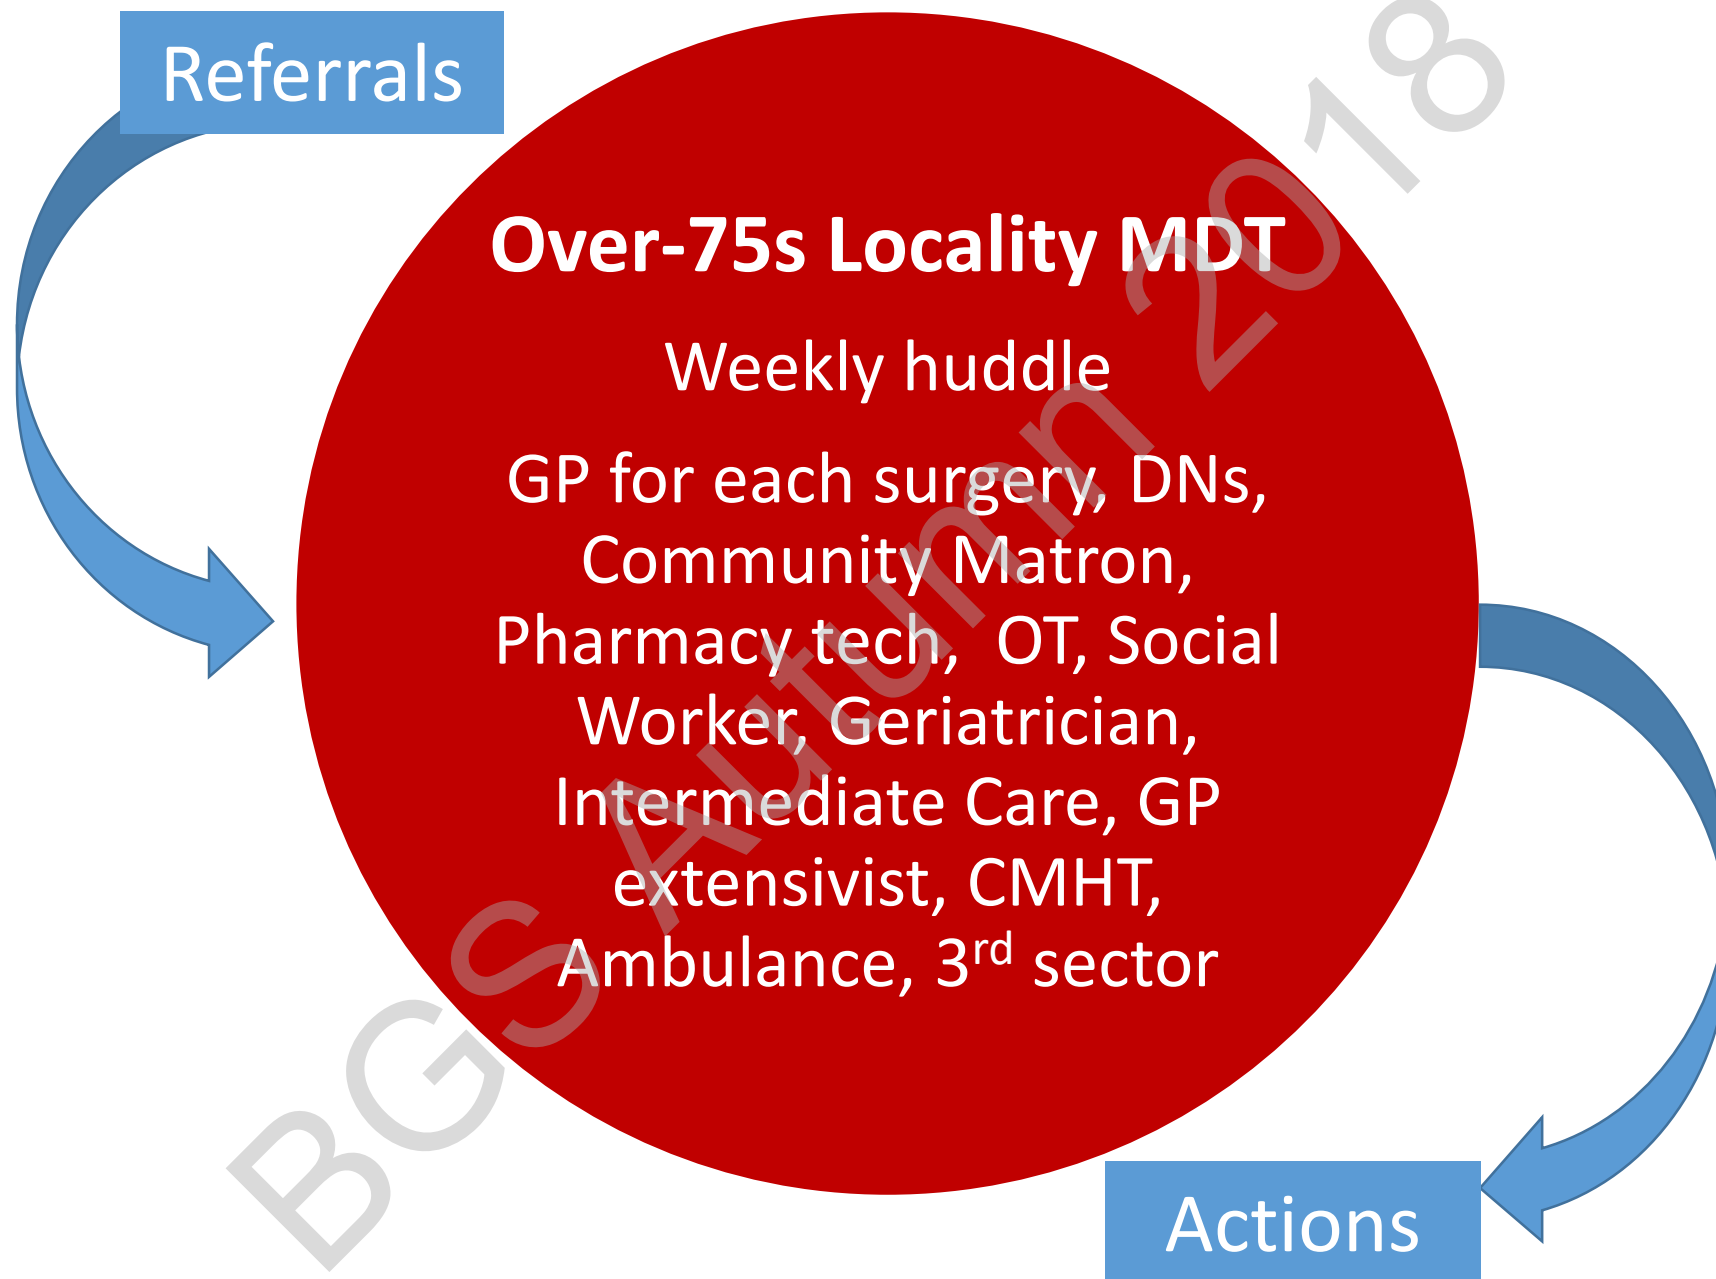 Referrals
Over-75s Locality MDT
Weekly huddle
GP for each surgery, DNs,
Community Matron,
Pharmacy tech,  OT, Social
Worker, Geriatrician,
Intermediate Care, GP
extensivist, CMHT,
Ambulance, 3rd sector
Actions
BGS Autumn 2018